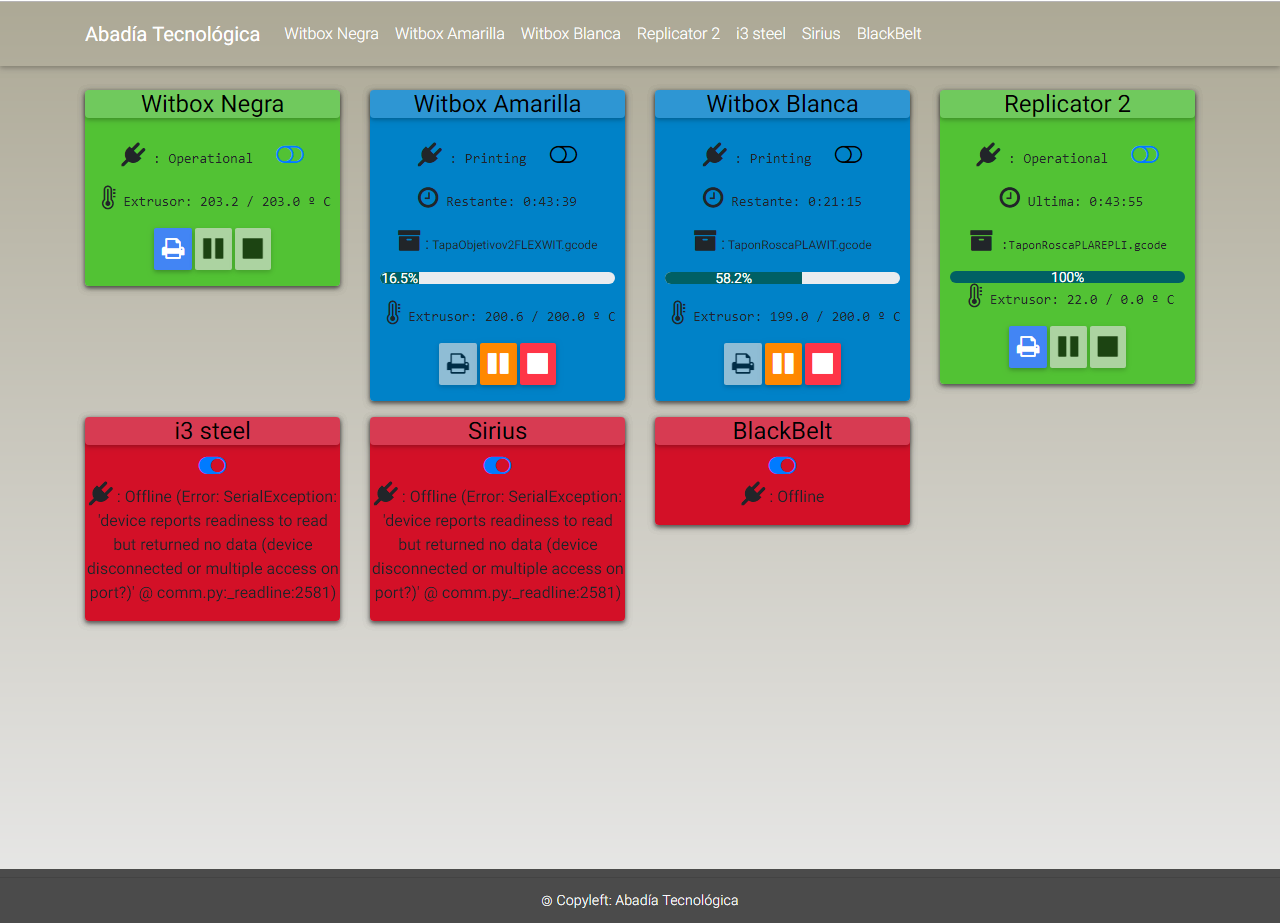 Abadía Tecnológica Witbox Negra Witbox Amarilla Witbox Blanca Replicator 2 i3 steel Sirius BlackBelt
Witbox Negra
: Operational
Extrusor: 203.2 / 203.0 º C
Witbox Amarilla
: Printing
Restante: 0:43:39
: TapaObjetivov2FLEXWIT.gcode
16.5%
Extrusor: 200.6 / 200.0 º C
Witbox Blanca
: Printing
Restante: 0:21:15
: TaponRoscaPLAWIT.gcode
58.2%
Extrusor: 199.0 / 200.0 º C
Replicator 2
: Operational
Ultima: 0:43:55
:TaponRoscaPLAREPLI.gcode
100%
Extrusor: 22.0 / 0.0 º C
i3 steel
: Offline (Error: SerialException:
'device reports readiness to read
but returned no data (device
disconnected or multiple access on
port?)' @ comm.py:_readline:2581)
Sirius
: Offline (Error: SerialException:
'device reports readiness to read
but returned no data (device
disconnected or multiple access on
port?)' @ comm.py:_readline:2581)
BlackBelt
: Offline
@ Copyleft: Abadía Tecnológica